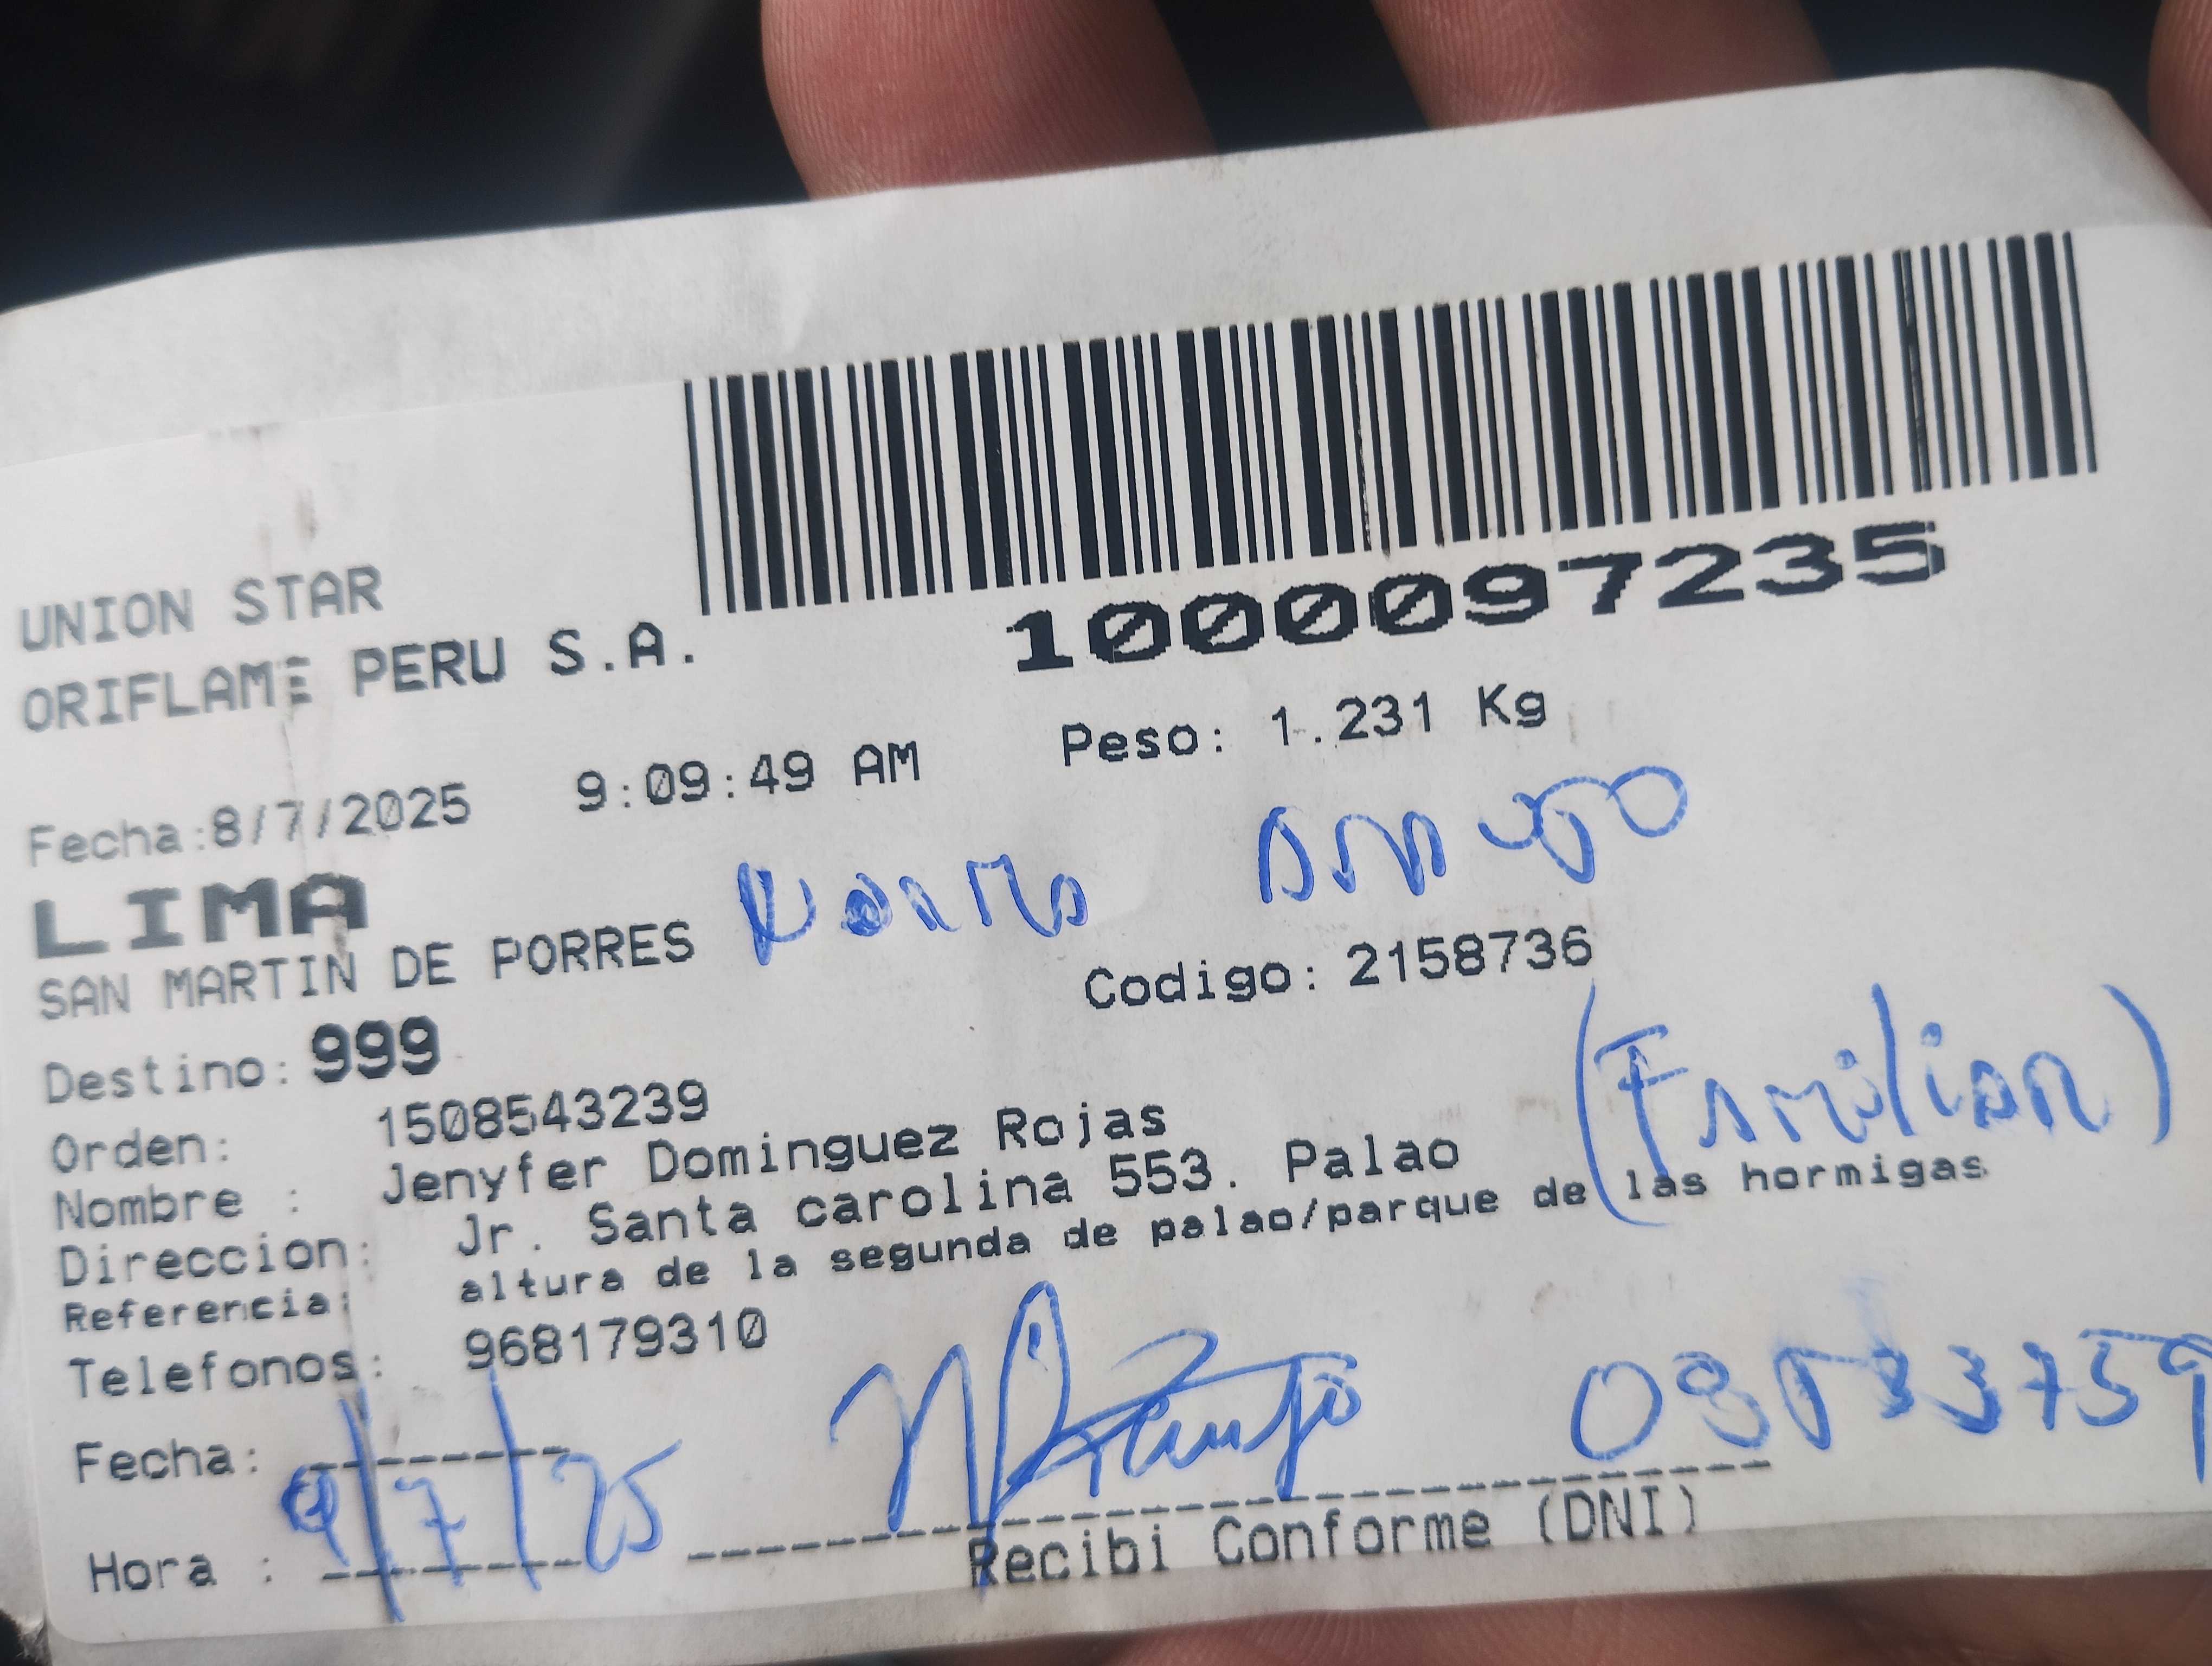 1000097235
UNION STAR
ORIFLAME PERU S.A.
Peso: 1.231 Kg
Fecha:8/7/2025 9:09:49 AM
LIMA
Norma Araujo
SAN MARTIN DE PORRES
Codigo: 2158736
Destino: 999
(Familiar)
Orden: 1508543239
Nombre : Jenyfer Dominguez Rojas
Direccion: Jr. Santa carolina 553. Palao
Referencia: altura de la segunda de palao/parque de las hormigas
Telefonos: 968179310
Fecha: 9/7/25
Hora :
Recibi Conforme (DNI)